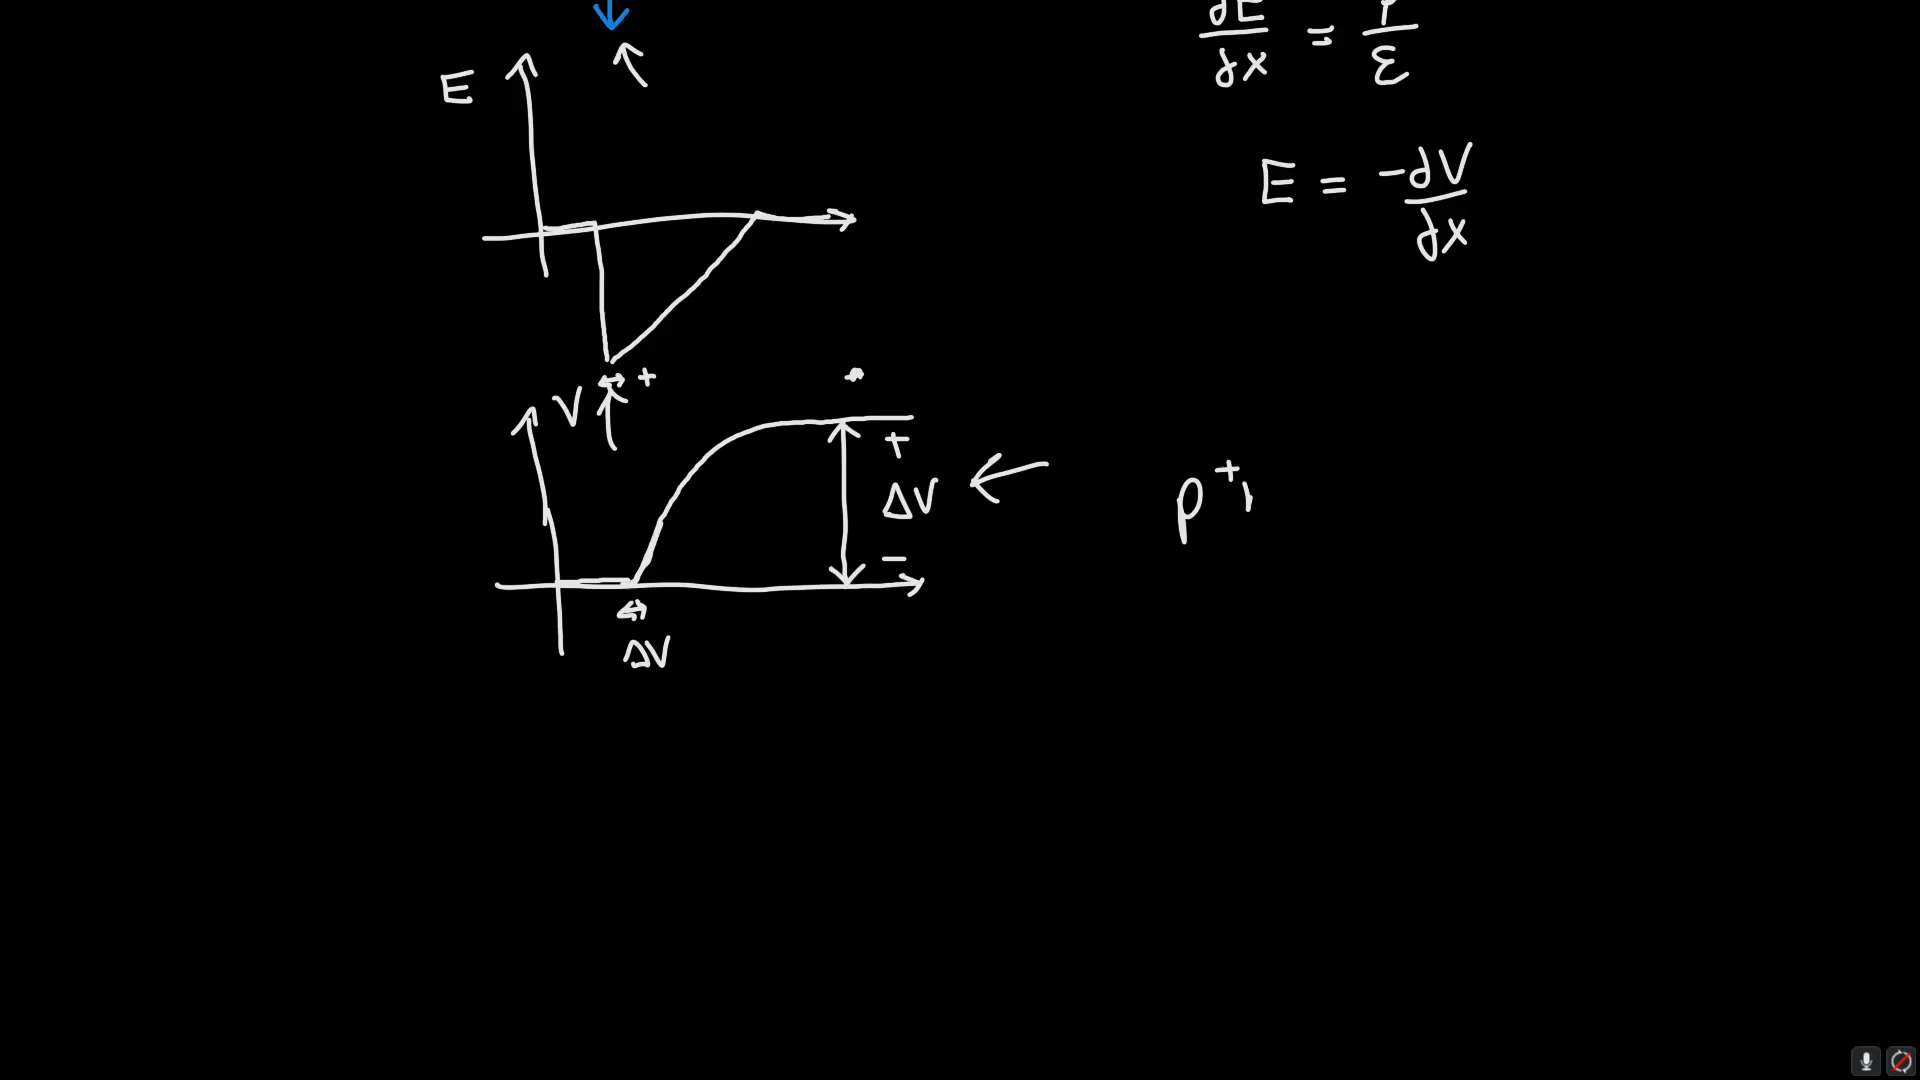 ∂E/∂x = ρ/ε
E
E = -∂V/∂x
+
V
+
ΔV
-
p⁺
ΔV